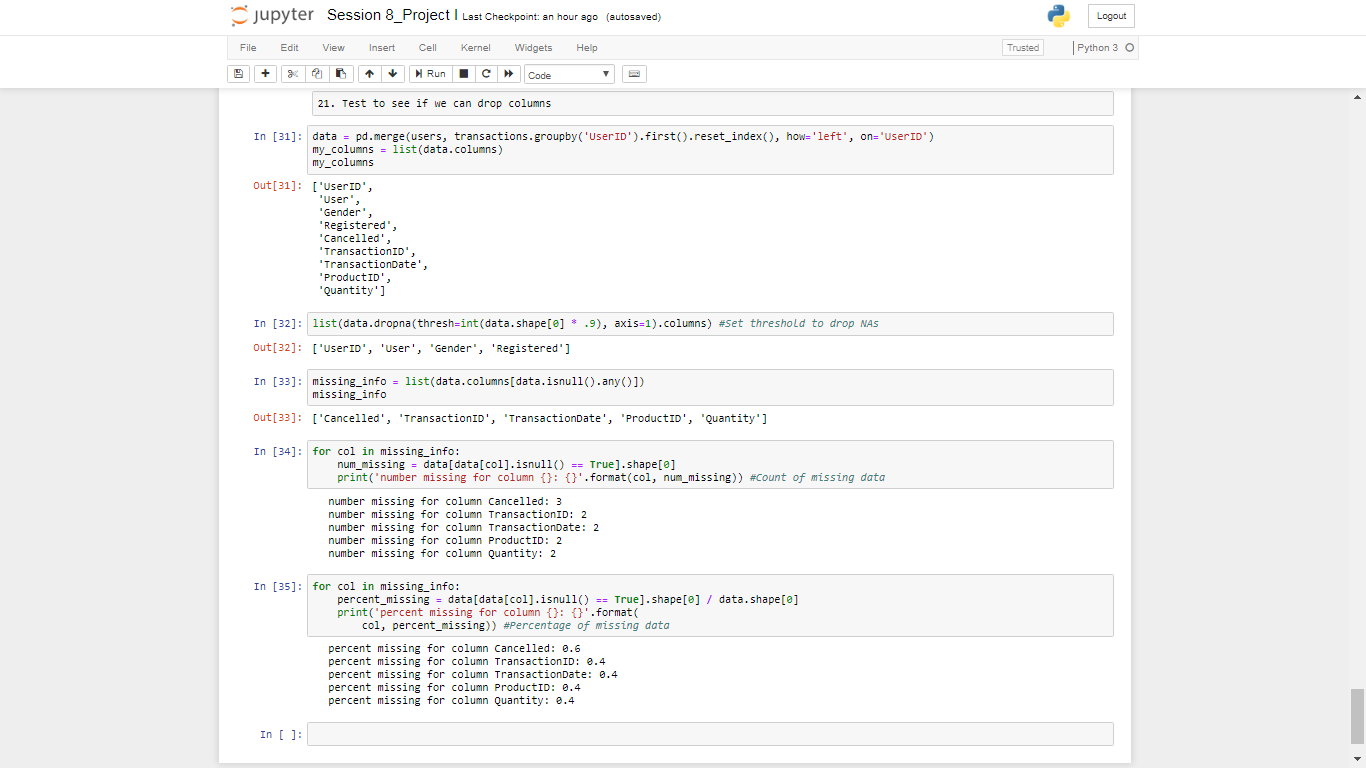 jupyter Session 8_Project I Last Checkpoint: an hour ago (autosaved) Logout
File Edit View Insert Cell Kernel Widgets Help Trusted Python 3
Run Code
21. Test to see if we can drop columns
In [31]: data = pd.merge(users, transactions.groupby('UserID').first().reset_index(), how='left', on='UserID')
my_columns = list(data.columns)
my_columns
Out[31]: ['UserID',
'User',
'Gender',
'Registered',
'Cancelled',
'TransactionID',
'TransactionDate',
'ProductID',
'Quantity']
In [32]: list(data.dropna(thresh=int(data.shape[0] * .9), axis=1).columns) #Set threshold to drop NAs
Out[32]: ['UserID', 'User', 'Gender', 'Registered']
In [33]: missing_info = list(data.columns[data.isnull().any()])
missing_info
Out[33]: ['Cancelled', 'TransactionID', 'TransactionDate', 'ProductID', 'Quantity']
In [34]: for col in missing_info:
num_missing = data[data[col].isnull() == True].shape[0]
print('number missing for column {}: {}'.format(col, num_missing)) #Count of missing data
number missing for column Cancelled: 3
number missing for column TransactionID: 2
number missing for column TransactionDate: 2
number missing for column ProductID: 2
number missing for column Quantity: 2
In [35]: for col in missing_info:
percent_missing = data[data[col].isnull() == True].shape[0] / data.shape[0]
print('percent missing for column {}: {}'.format(
col, percent_missing)) #Percentage of missing data
percent missing for column Cancelled: 0.6
percent missing for column TransactionID: 0.4
percent missing for column TransactionDate: 0.4
percent missing for column ProductID: 0.4
percent missing for column Quantity: 0.4
In [ ]: